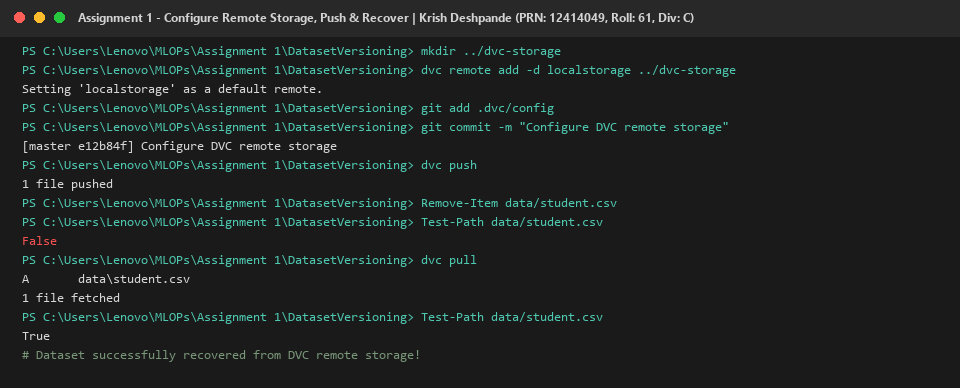 Assignment 1 - Configure Remote Storage, Push & Recover | Krish Deshpande (PRN: 12414049, Roll: 61, Div: C)
PS C:\Users\Lenovo\MLOPs\Assignment 1\DatasetVersioning> mkdir ../dvc-storage
PS C:\Users\Lenovo\MLOPs\Assignment 1\DatasetVersioning> dvc remote add -d localstorage ../dvc-storage
Setting 'localstorage' as a default remote.
PS C:\Users\Lenovo\MLOPs\Assignment 1\DatasetVersioning> git add .dvc/config
PS C:\Users\Lenovo\MLOPs\Assignment 1\DatasetVersioning> git commit -m "Configure DVC remote storage"
[master e12b84f] Configure DVC remote storage
PS C:\Users\Lenovo\MLOPs\Assignment 1\DatasetVersioning> dvc push
1 file pushed
PS C:\Users\Lenovo\MLOPs\Assignment 1\DatasetVersioning> Remove-Item data/student.csv
PS C:\Users\Lenovo\MLOPs\Assignment 1\DatasetVersioning> Test-Path data/student.csv
False
PS C:\Users\Lenovo\MLOPs\Assignment 1\DatasetVersioning> dvc pull
A       data\student.csv
1 file fetched
PS C:\Users\Lenovo\MLOPs\Assignment 1\DatasetVersioning> Test-Path data/student.csv
True
# Dataset successfully recovered from DVC remote storage!